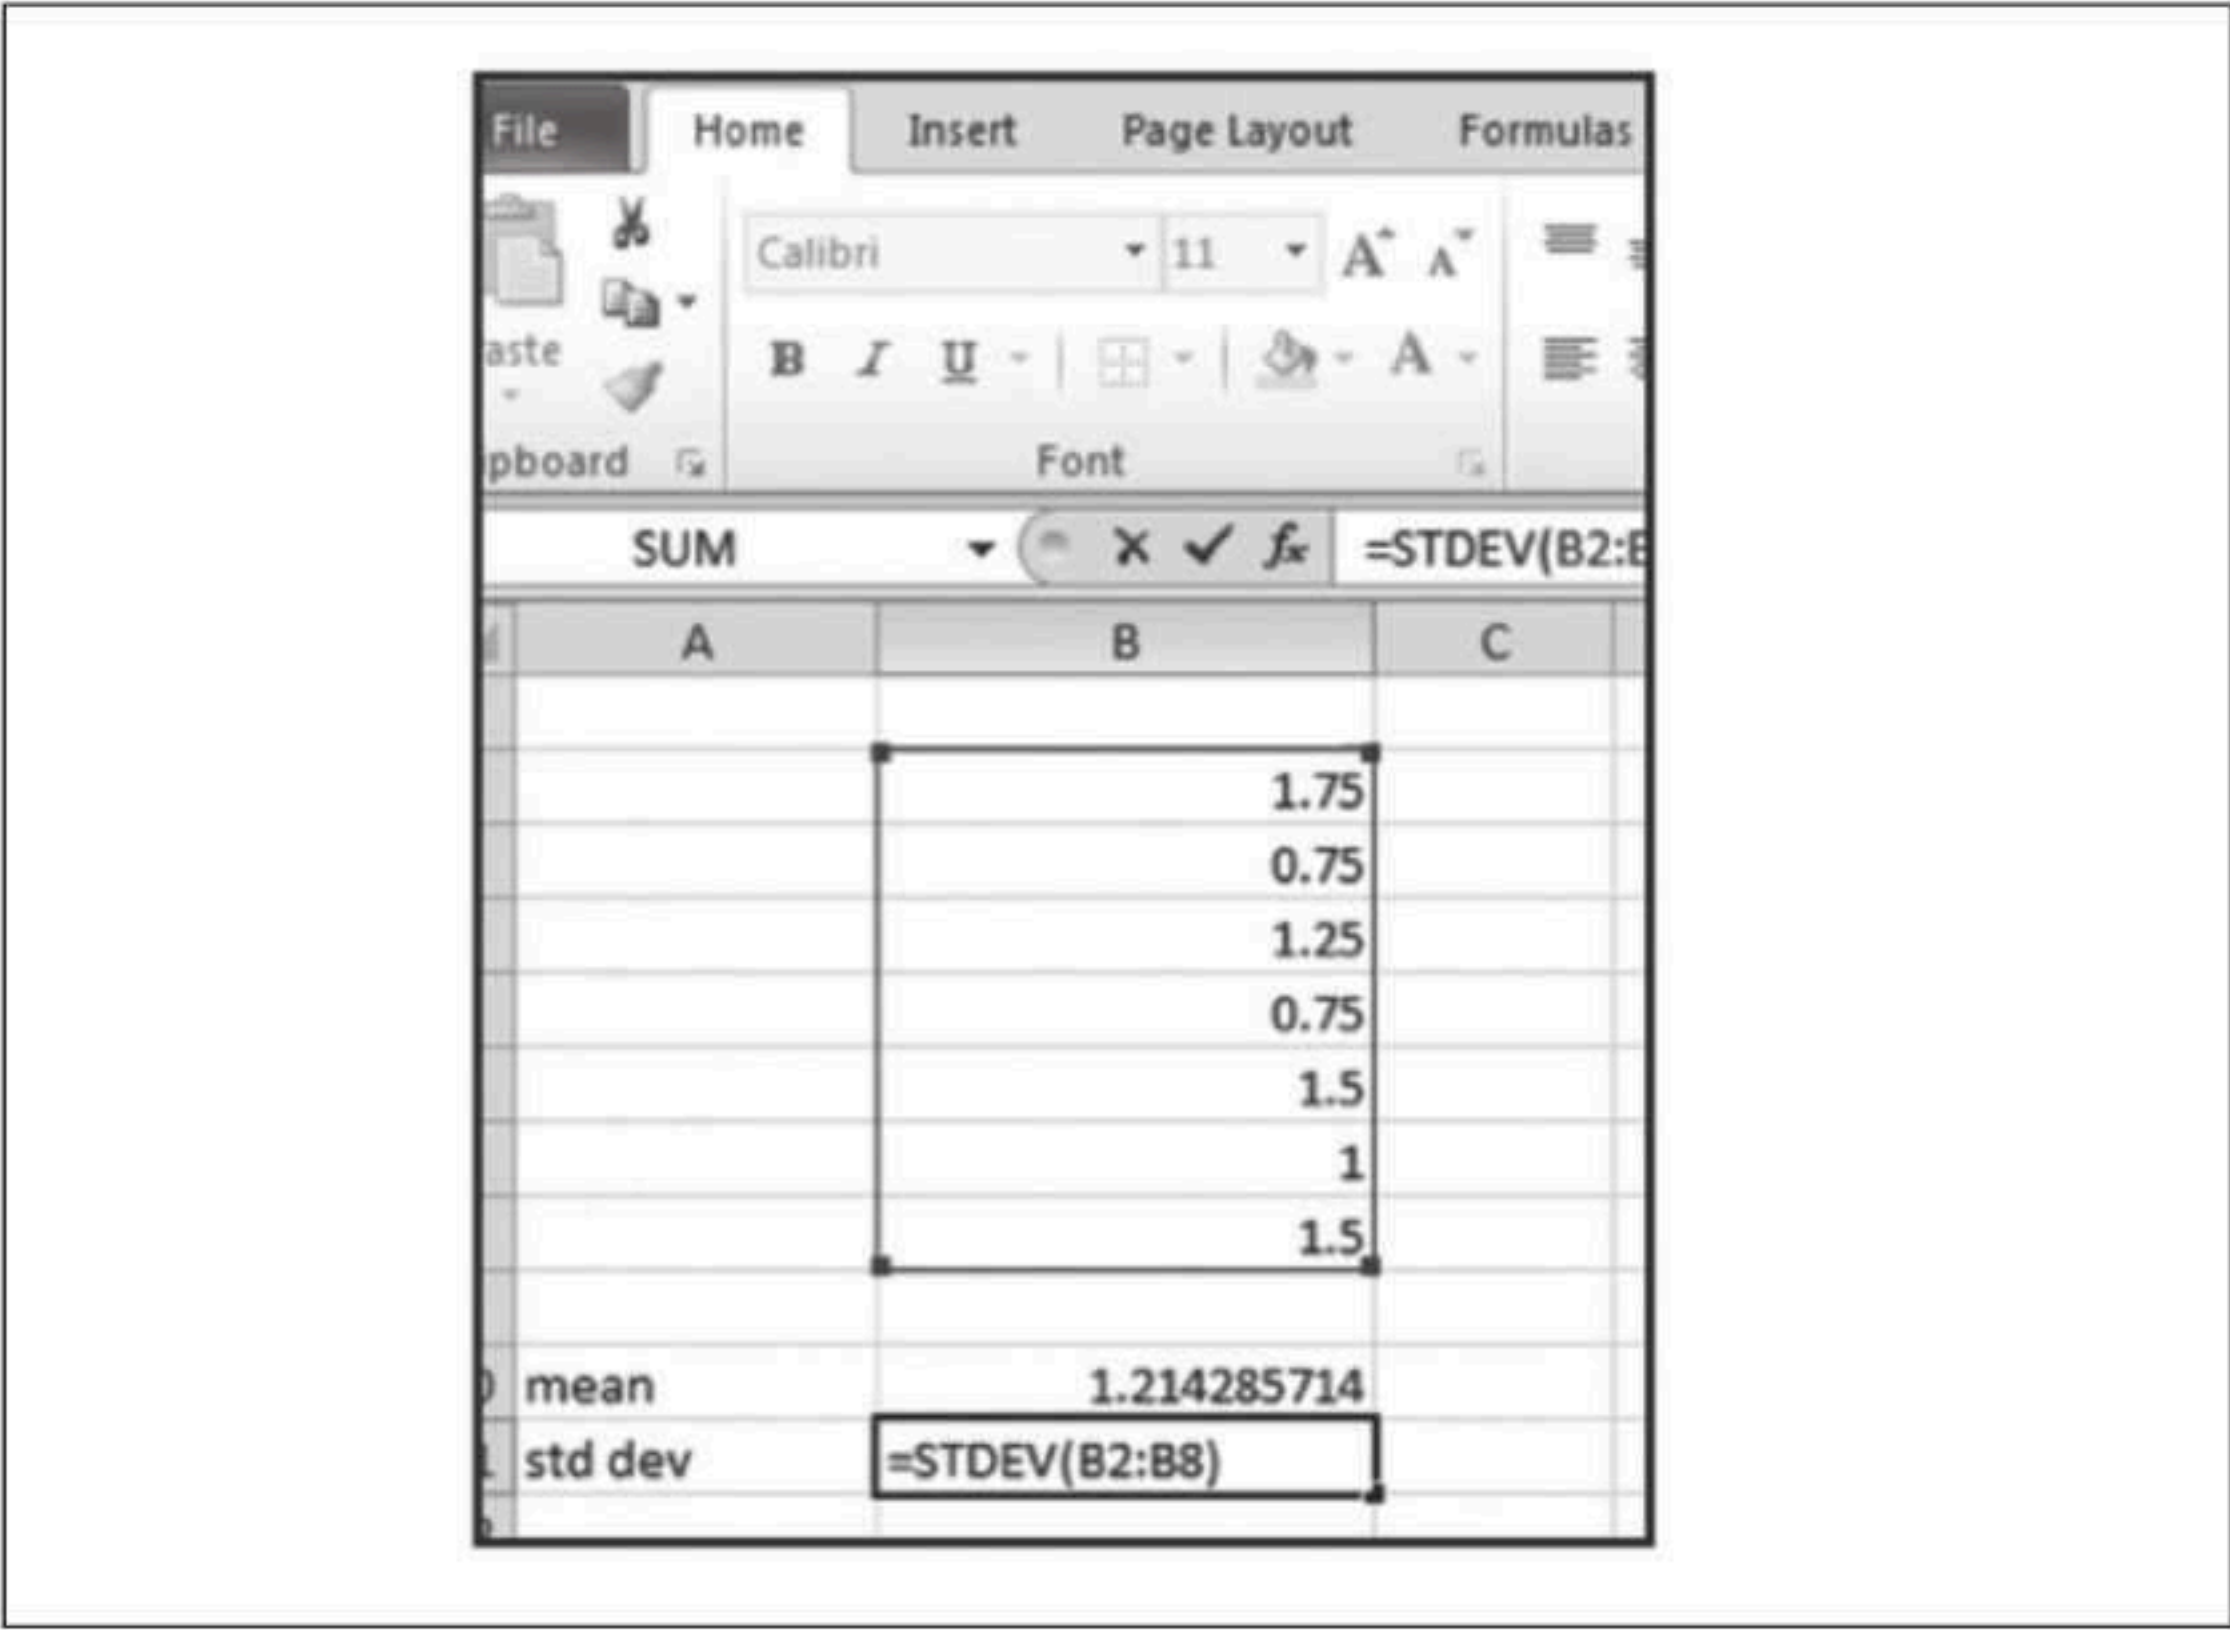 File Home Insert Page Layout Formulas
Calibri 11 A A
aste B I U A
pboard Font
SUM fx =STDEV(B2:B
A B C
1.75
0.75
1.25
0.75
1.5
1
1.5
mean 1.214285714
std dev =STDEV(B2:B8)